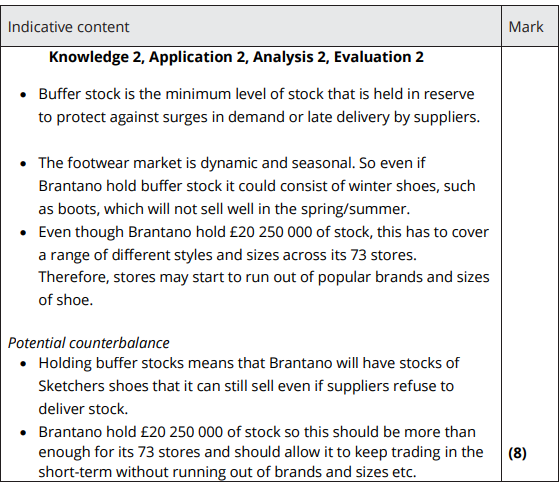 Indicative content
Mark
Knowledge 2, Application 2, Analysis 2, Evaluation 2
• Buffer stock is the minimum level of stock that is held in reserve
to protect against surges in demand or late delivery by suppliers.
• The footwear market is dynamic and seasonal. So even if
Brantano hold buffer stock it could consist of winter shoes, such
as boots, which will not sell well in the spring/summer.
• Even though Brantano hold £20 250 000 of stock, this has to cover
a range of different styles and sizes across its 73 stores.
Therefore, stores may start to run out of popular brands and sizes
of shoe.
Potential counterbalance
• Holding buffer stocks means that Brantano will have stocks of
Sketchers shoes that it can still sell even if suppliers refuse to
deliver stock.
• Brantano hold £20 250 000 of stock so this should be more than
enough for its 73 stores and should allow it to keep trading in the
short-term without running out of brands and sizes etc.
(8)